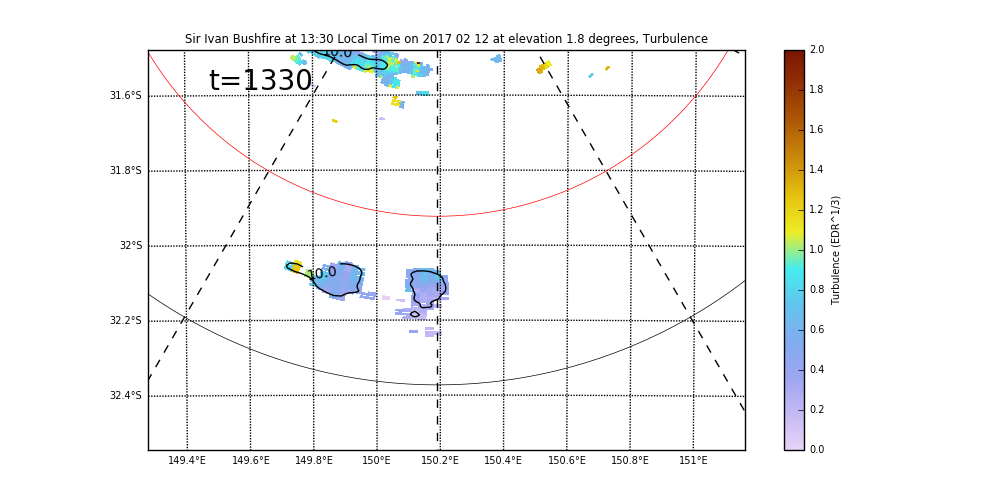 Sir Ivan Bushfire at 13:30 Local Time on 2017 02 12 at elevation 1.8 degrees, Turbulence
t=1330
10.0
10.0
31.6°S
31.8°S
32°S
32.2°S
32.4°S
149.4°E 149.6°E 149.8°E 150°E 150.2°E 150.4°E 150.6°E 150.8°E 151°E
2.0
1.8
1.6
1.4
1.2
1.0
0.8
0.6
0.4
0.2
0.0
Turbulence (EDR^1/3)